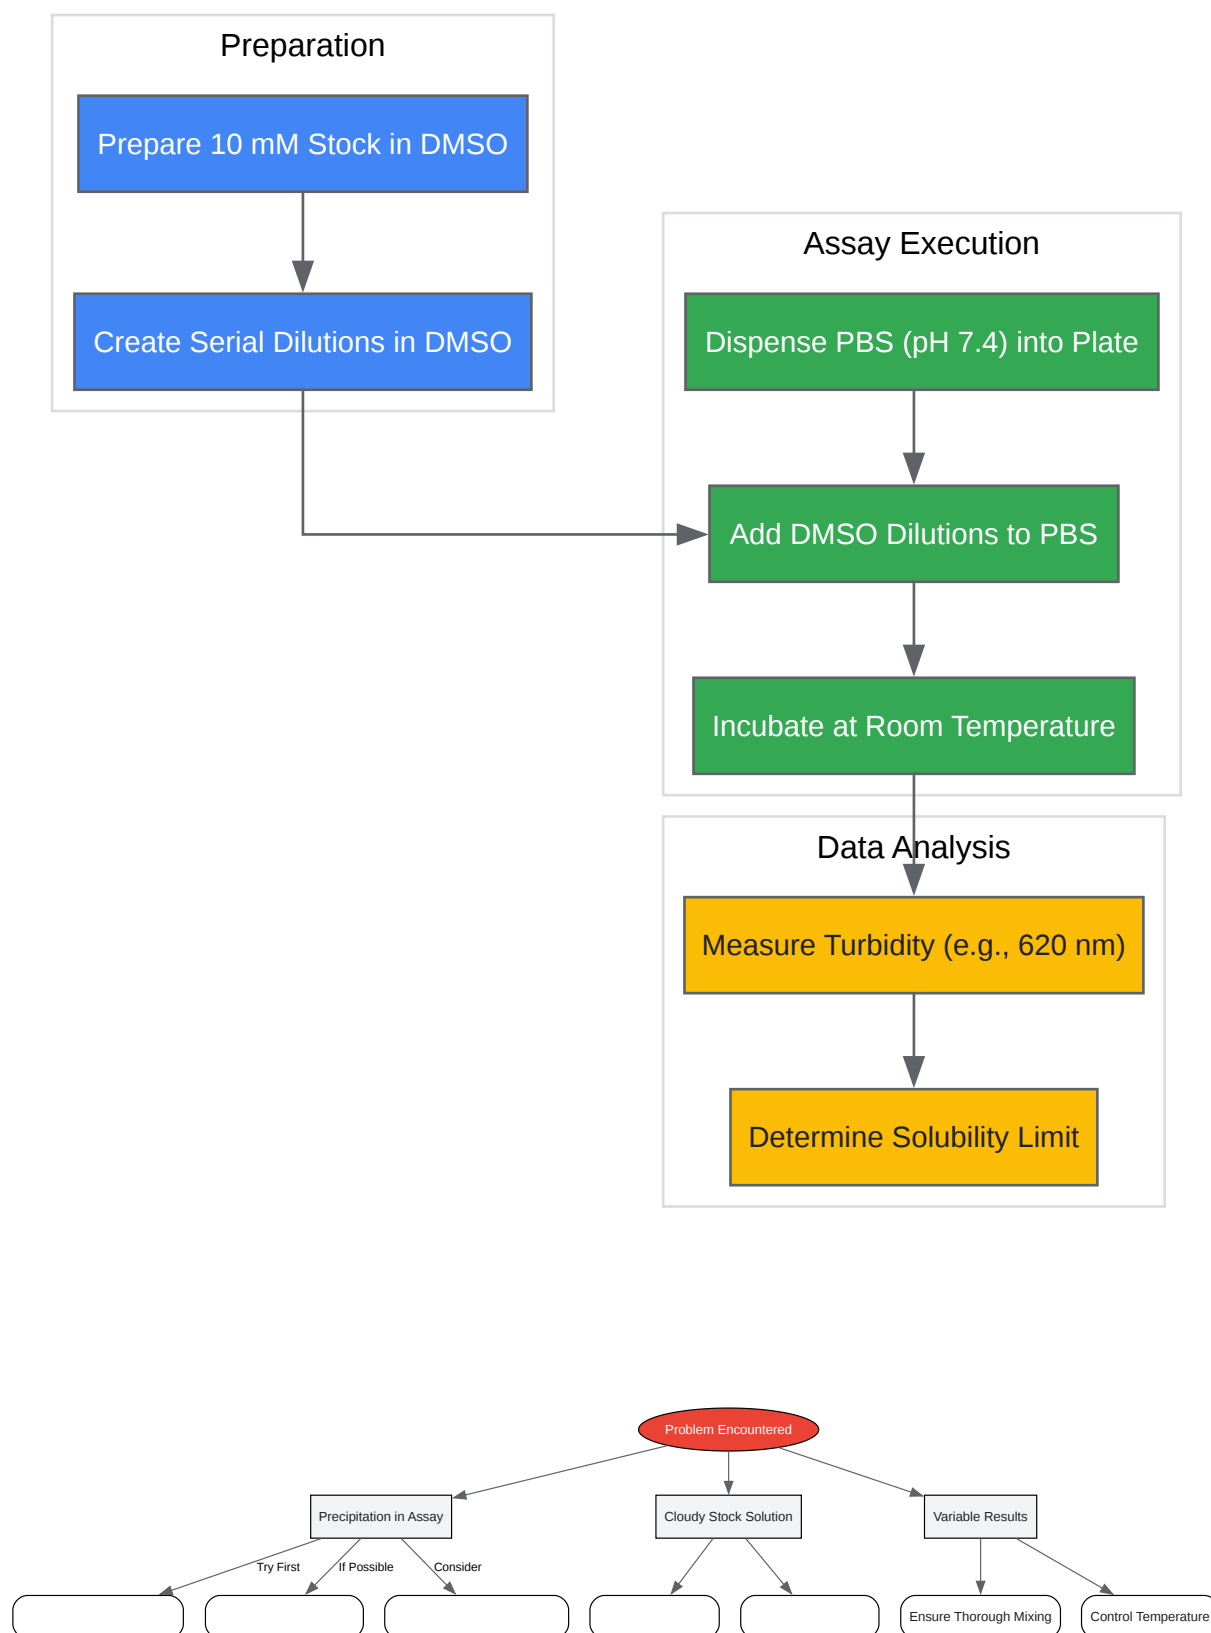 Preparation
Prepare 10 mM Stock in DMSO
Create Serial Dilutions in DMSO
Assay Execution
Dispense PBS (pH 7.4) into Plate
Add DMSO Dilutions to PBS
Incubate at Room Temperature
Data Analysis
Measure Turbidity (e.g., 620 nm)
Determine Solubility Limit
Problem Encountered
Precipitation in Assay
Cloudy Stock Solution
Variable Results
Try First
If Possible
Consider
Ensure Thorough Mixing
Control Temperature